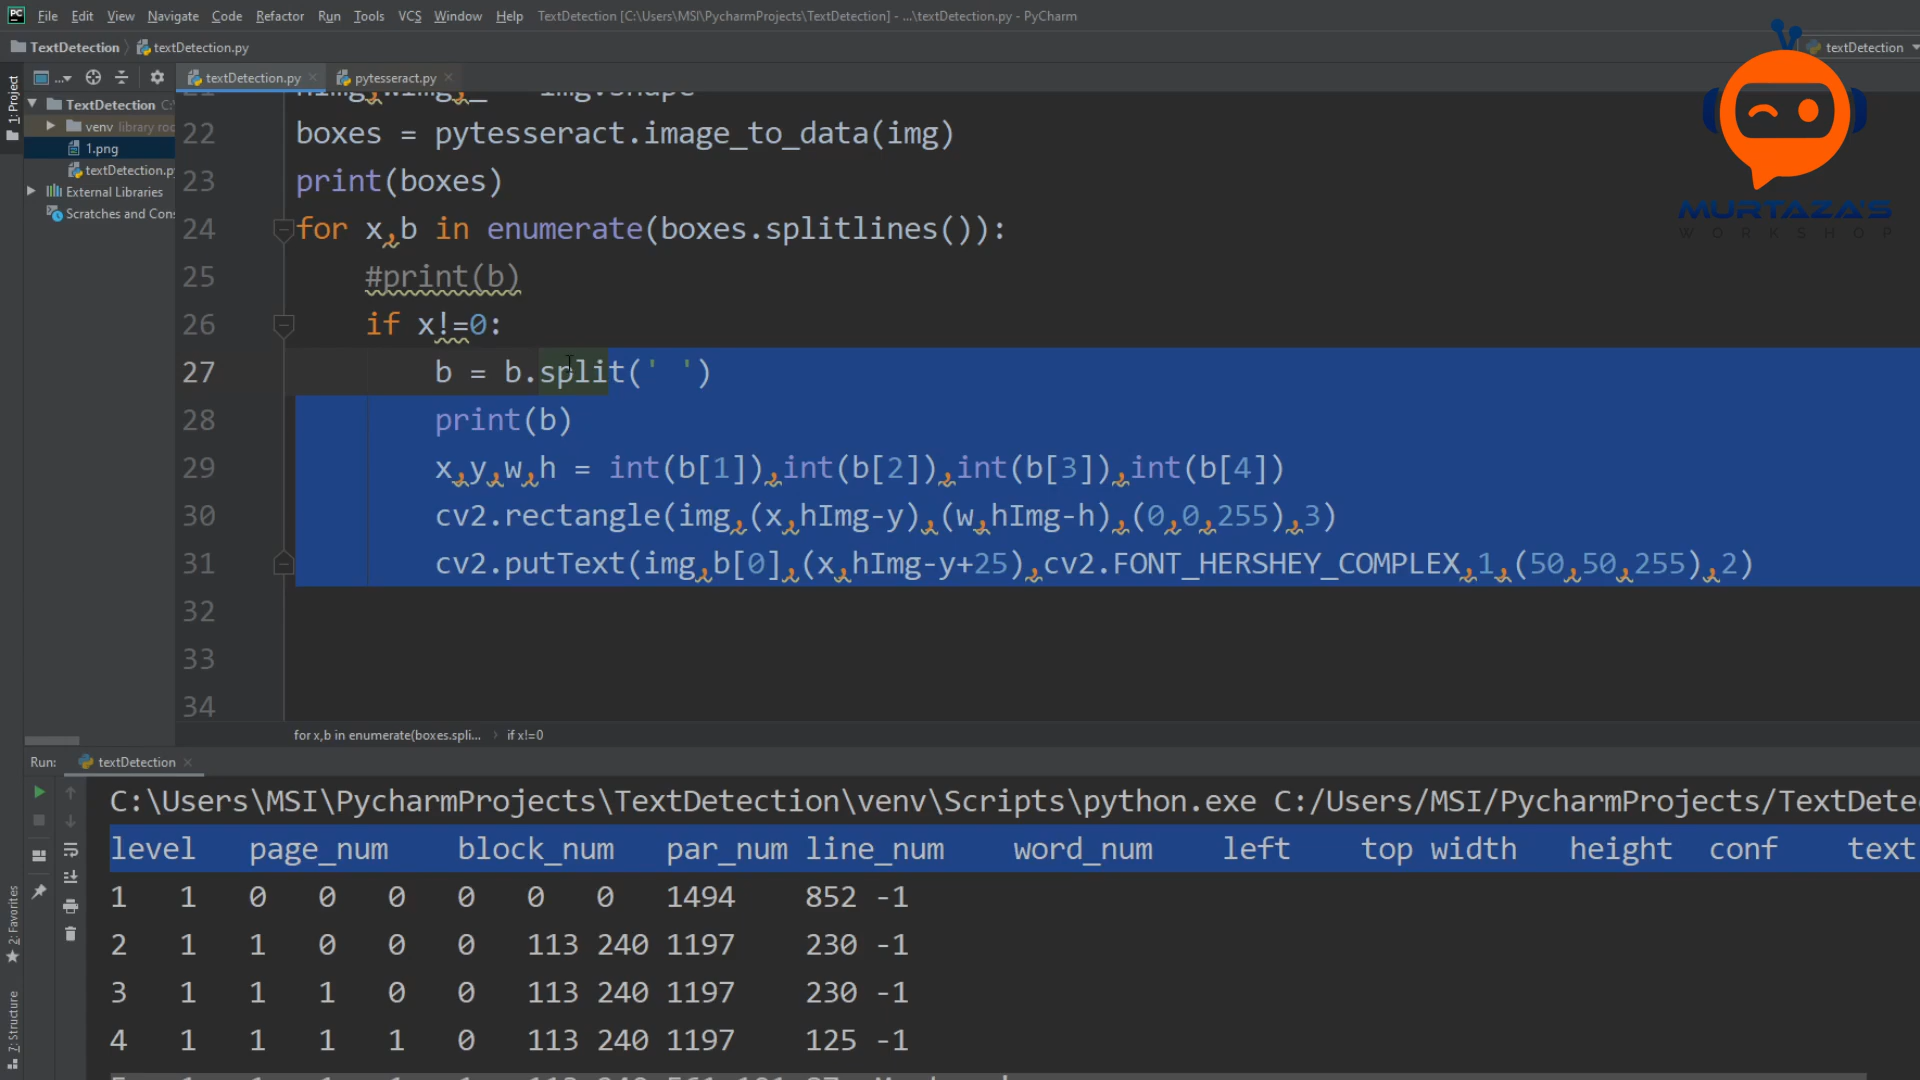 PC File Edit View Navigate Code Refactor Run Tools VCS Window Help TextDetection [C:\Users\MSI\PycharmProjects\TextDetection] - ...\textDetection.py - PyCharm
TextDetection textDetection.py textDetection
... textDetection.py pytesseract.py
1: Project
TextDetection C:
venv library roo
1.png
textDetection.py
External Libraries
Scratches and Con
MURTAZA'S
WORKSHOP
22 boxes = pytesseract.image_to_data(img)
23 print(boxes)
24 for x,b in enumerate(boxes.splitlines()):
25 #print(b)
26 if x!=0:
27 b = b.split(' ')
28 print(b)
29 x,y,w,h = int(b[1]),int(b[2]),int(b[3]),int(b[4])
30 cv2.rectangle(img,(x,hImg-y),(w,hImg-h),(0,0,255),3)
31 cv2.putText(img,b[0],(x,hImg-y+25),cv2.FONT_HERSHEY_COMPLEX,1,(50,50,255),2)
32
33
34
for x,b in enumerate(boxes.spli... if x!=0
Run: textDetection
C:\Users\MSI\PycharmProjects\TextDetection\venv\Scripts\python.exe C:/Users/MSI/PycharmProjects/TextDete
level page_num block_num par_num line_num word_num left top width height conf text
1 1 0 0 0 0 0 0 1494 852 -1
2 1 1 0 0 0 113 240 1197 230 -1
3 1 1 1 0 0 113 240 1197 230 -1
4 1 1 1 1 0 113 240 1197 125 -1
2: Favorites
7: Structure